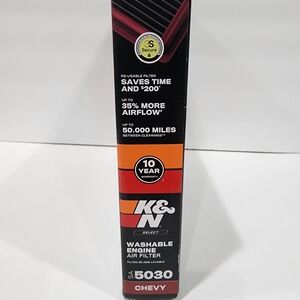 Secure
RE-USABLE FILTER
SAVES TIME
AND $200*
UP TO
35% MORE
AIRFLOW*
UP TO
50,000 MILES
BETWEEN CLEANINGS**
10
YEAR
WARRANTY
K&
N
SELECT
WASHABLE
ENGINE
AIR FILTER
SA-5030
CHEVY